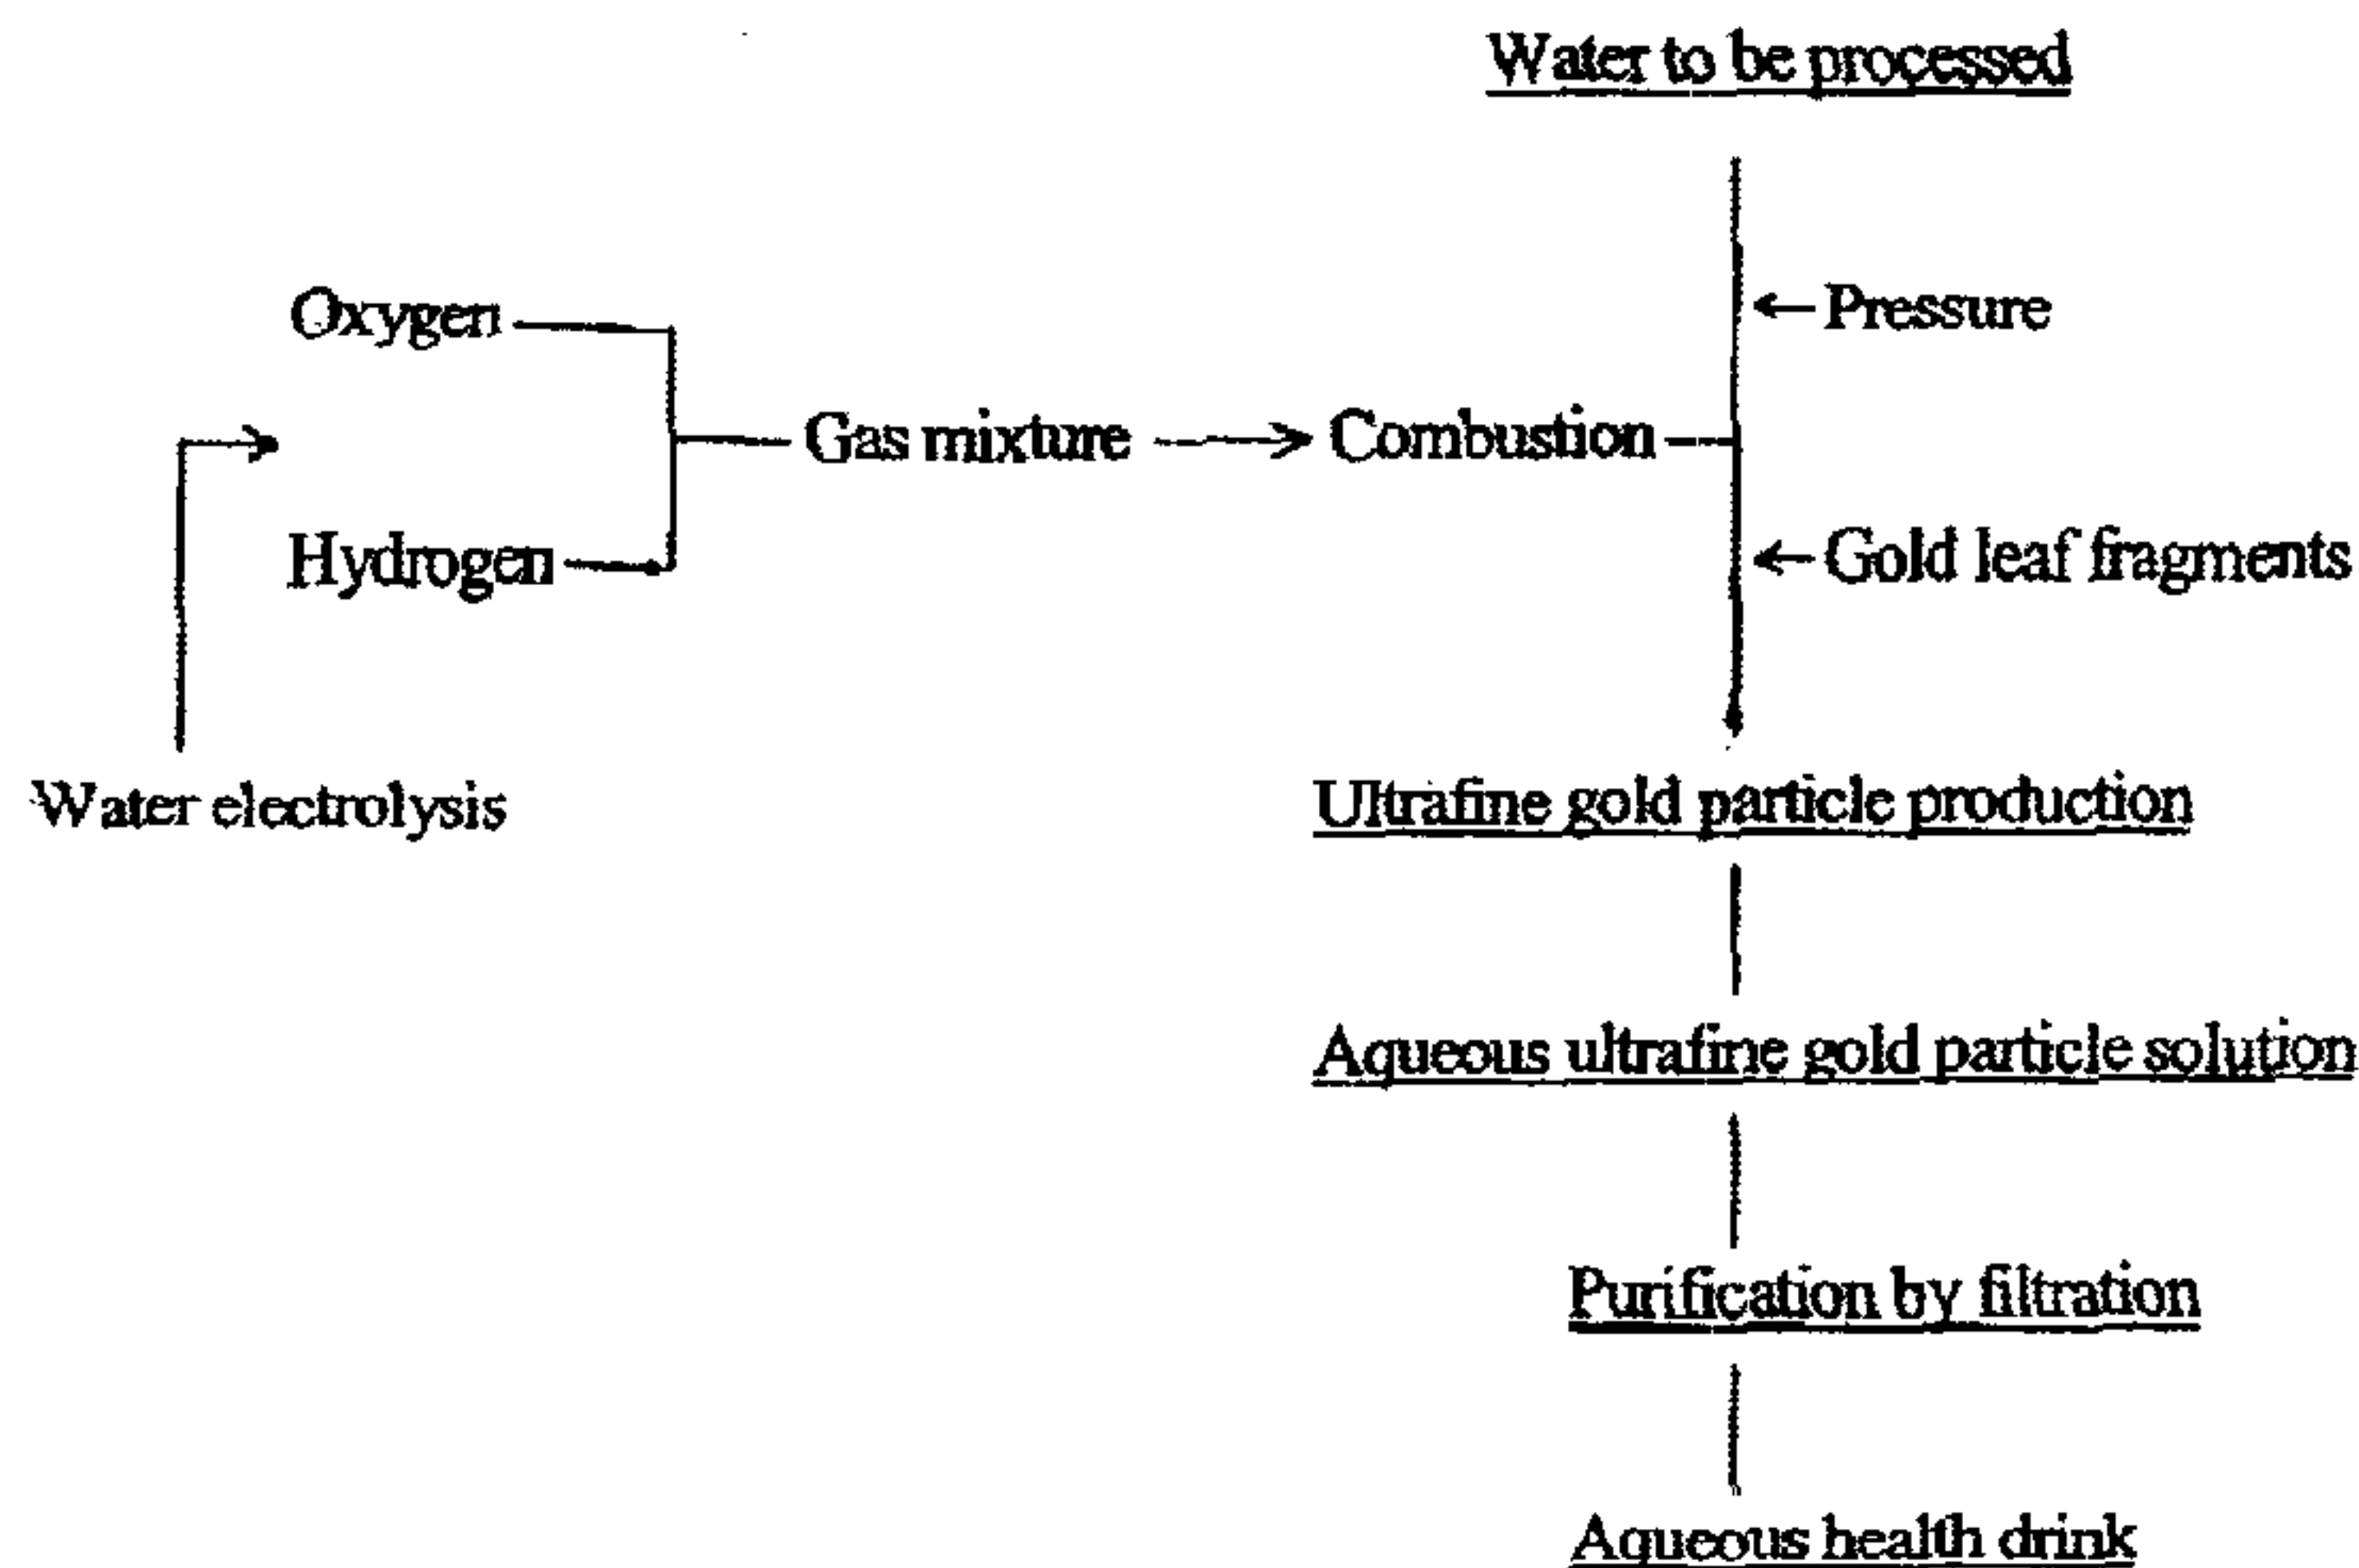 Water to be processed
Oxygen
Pressure
Gas mixture
Combustion
Hydrogen
Gold leaf fragments
Water electrolysis
Ultrafine gold particle production
Aqueous ultrafine gold particle solution
Purification by filtration
Aqueous health drink